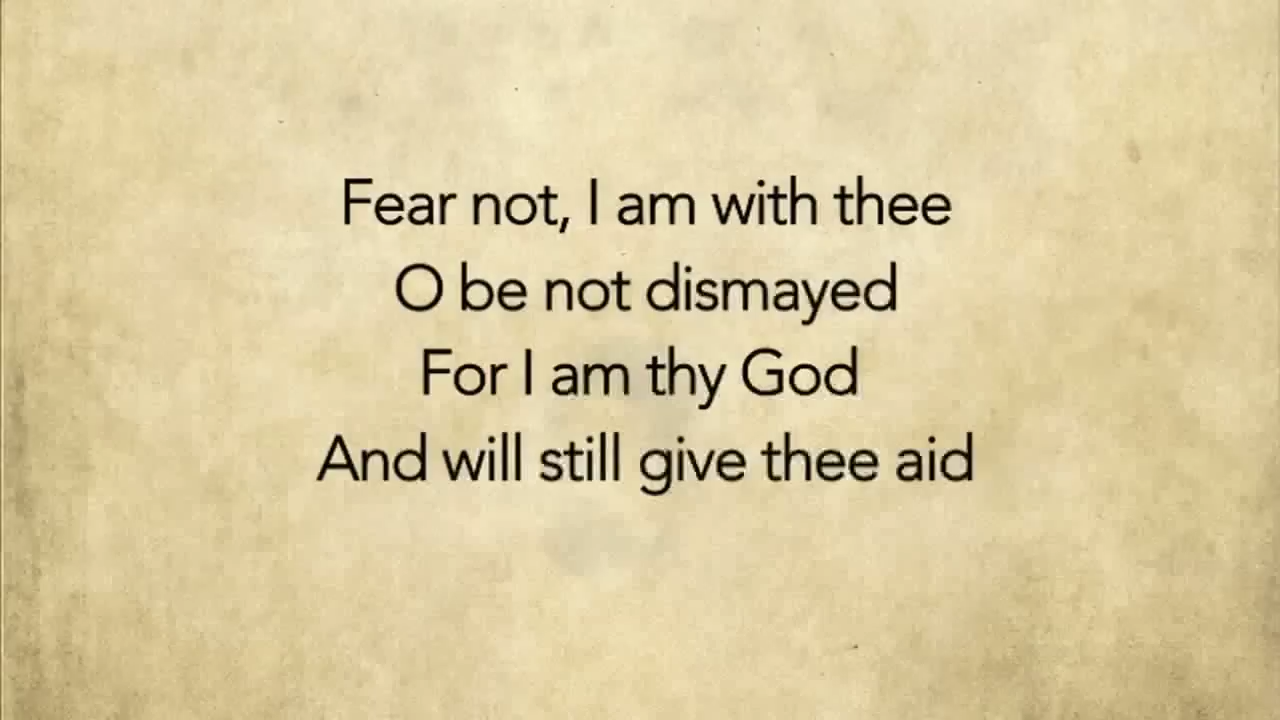 Fear not, I am with thee
O be not dismayed
For I am thy God
And will still give thee aid